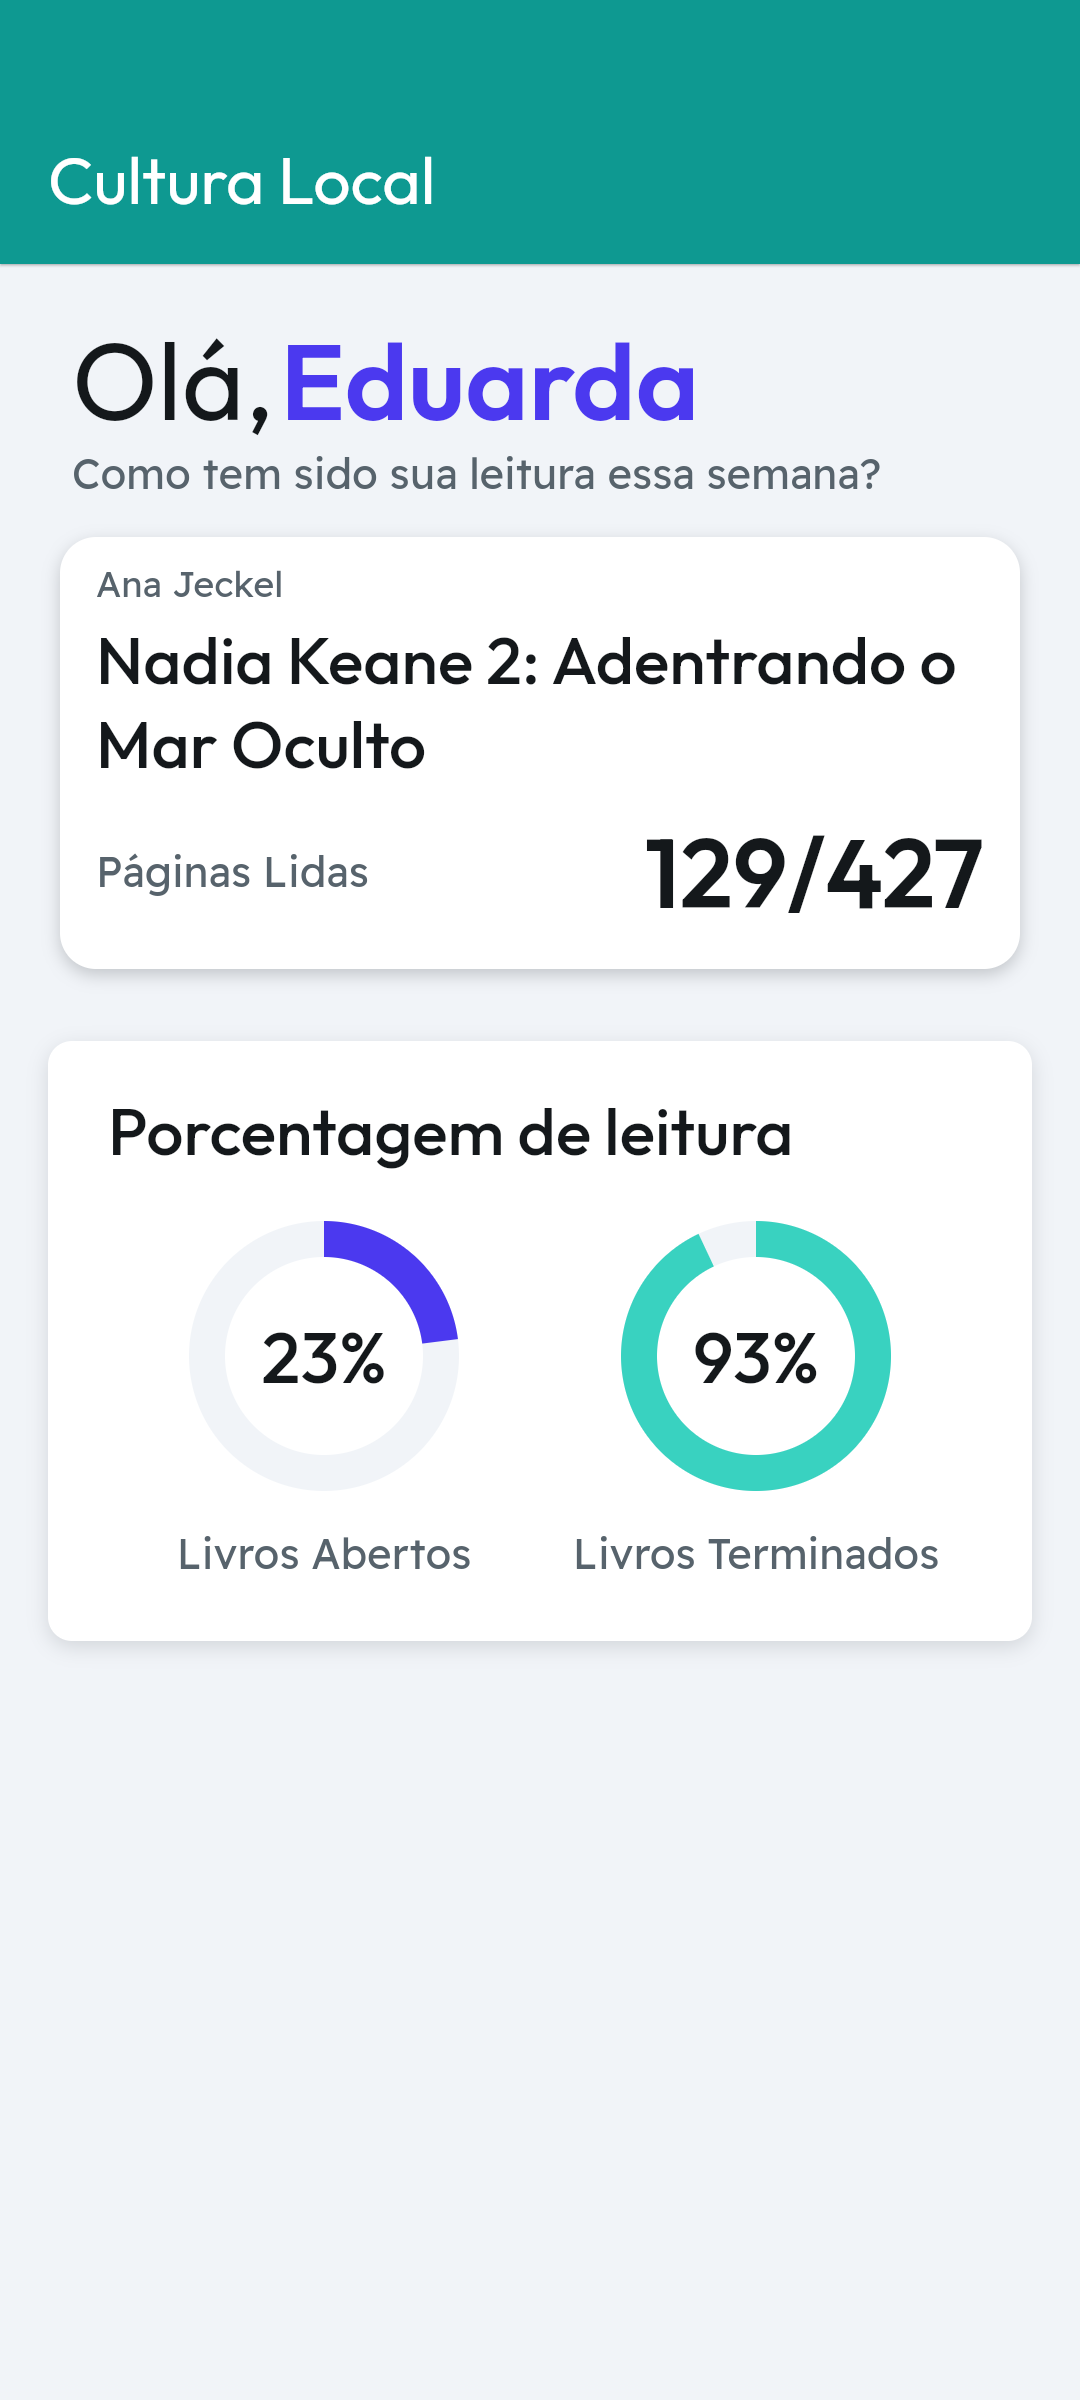 Cultura Local
Olá, Eduarda
Como tem sido sua leitura essa semana?
Ana Jeckel
Nadia Keane 2: Adentrando o
Mar Oculto
Páginas Lidas 129/427
Porcentagem de leitura
23% 93%
Livros Abertos Livros Terminados